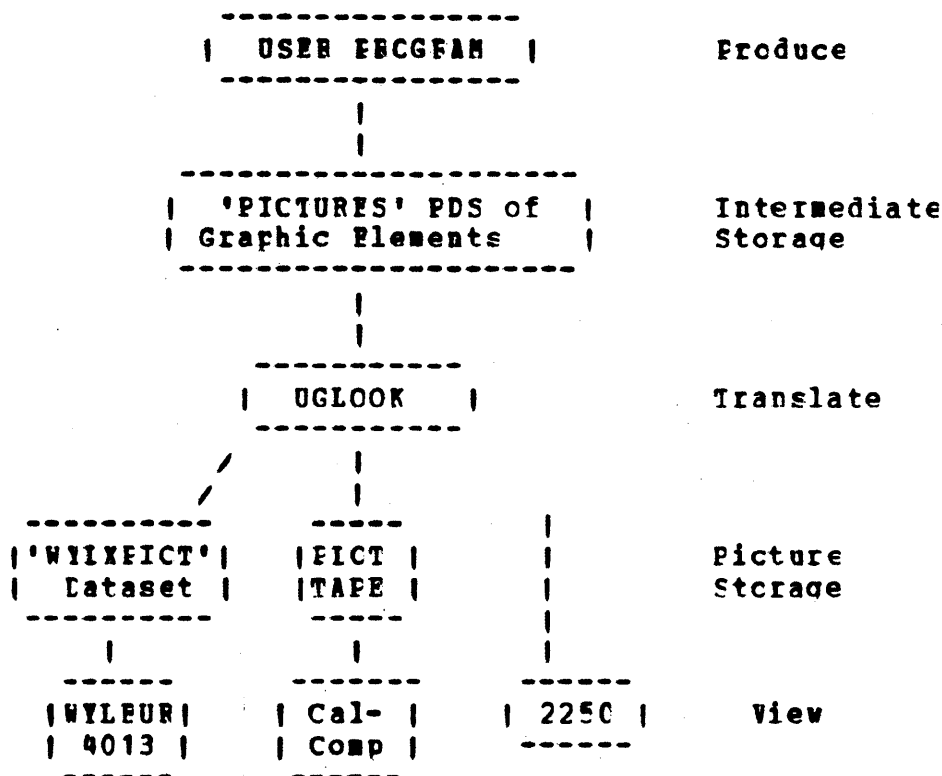 USER PROGRAM Produce
'PICTURES' PDS of Intermediate
Graphic Elements Storage
UGLOOK Translate
'WYLXPICT' PICT Picture
Dataset TAPE Storage
WYLBUR Cal- 2250 View
4013 Comp